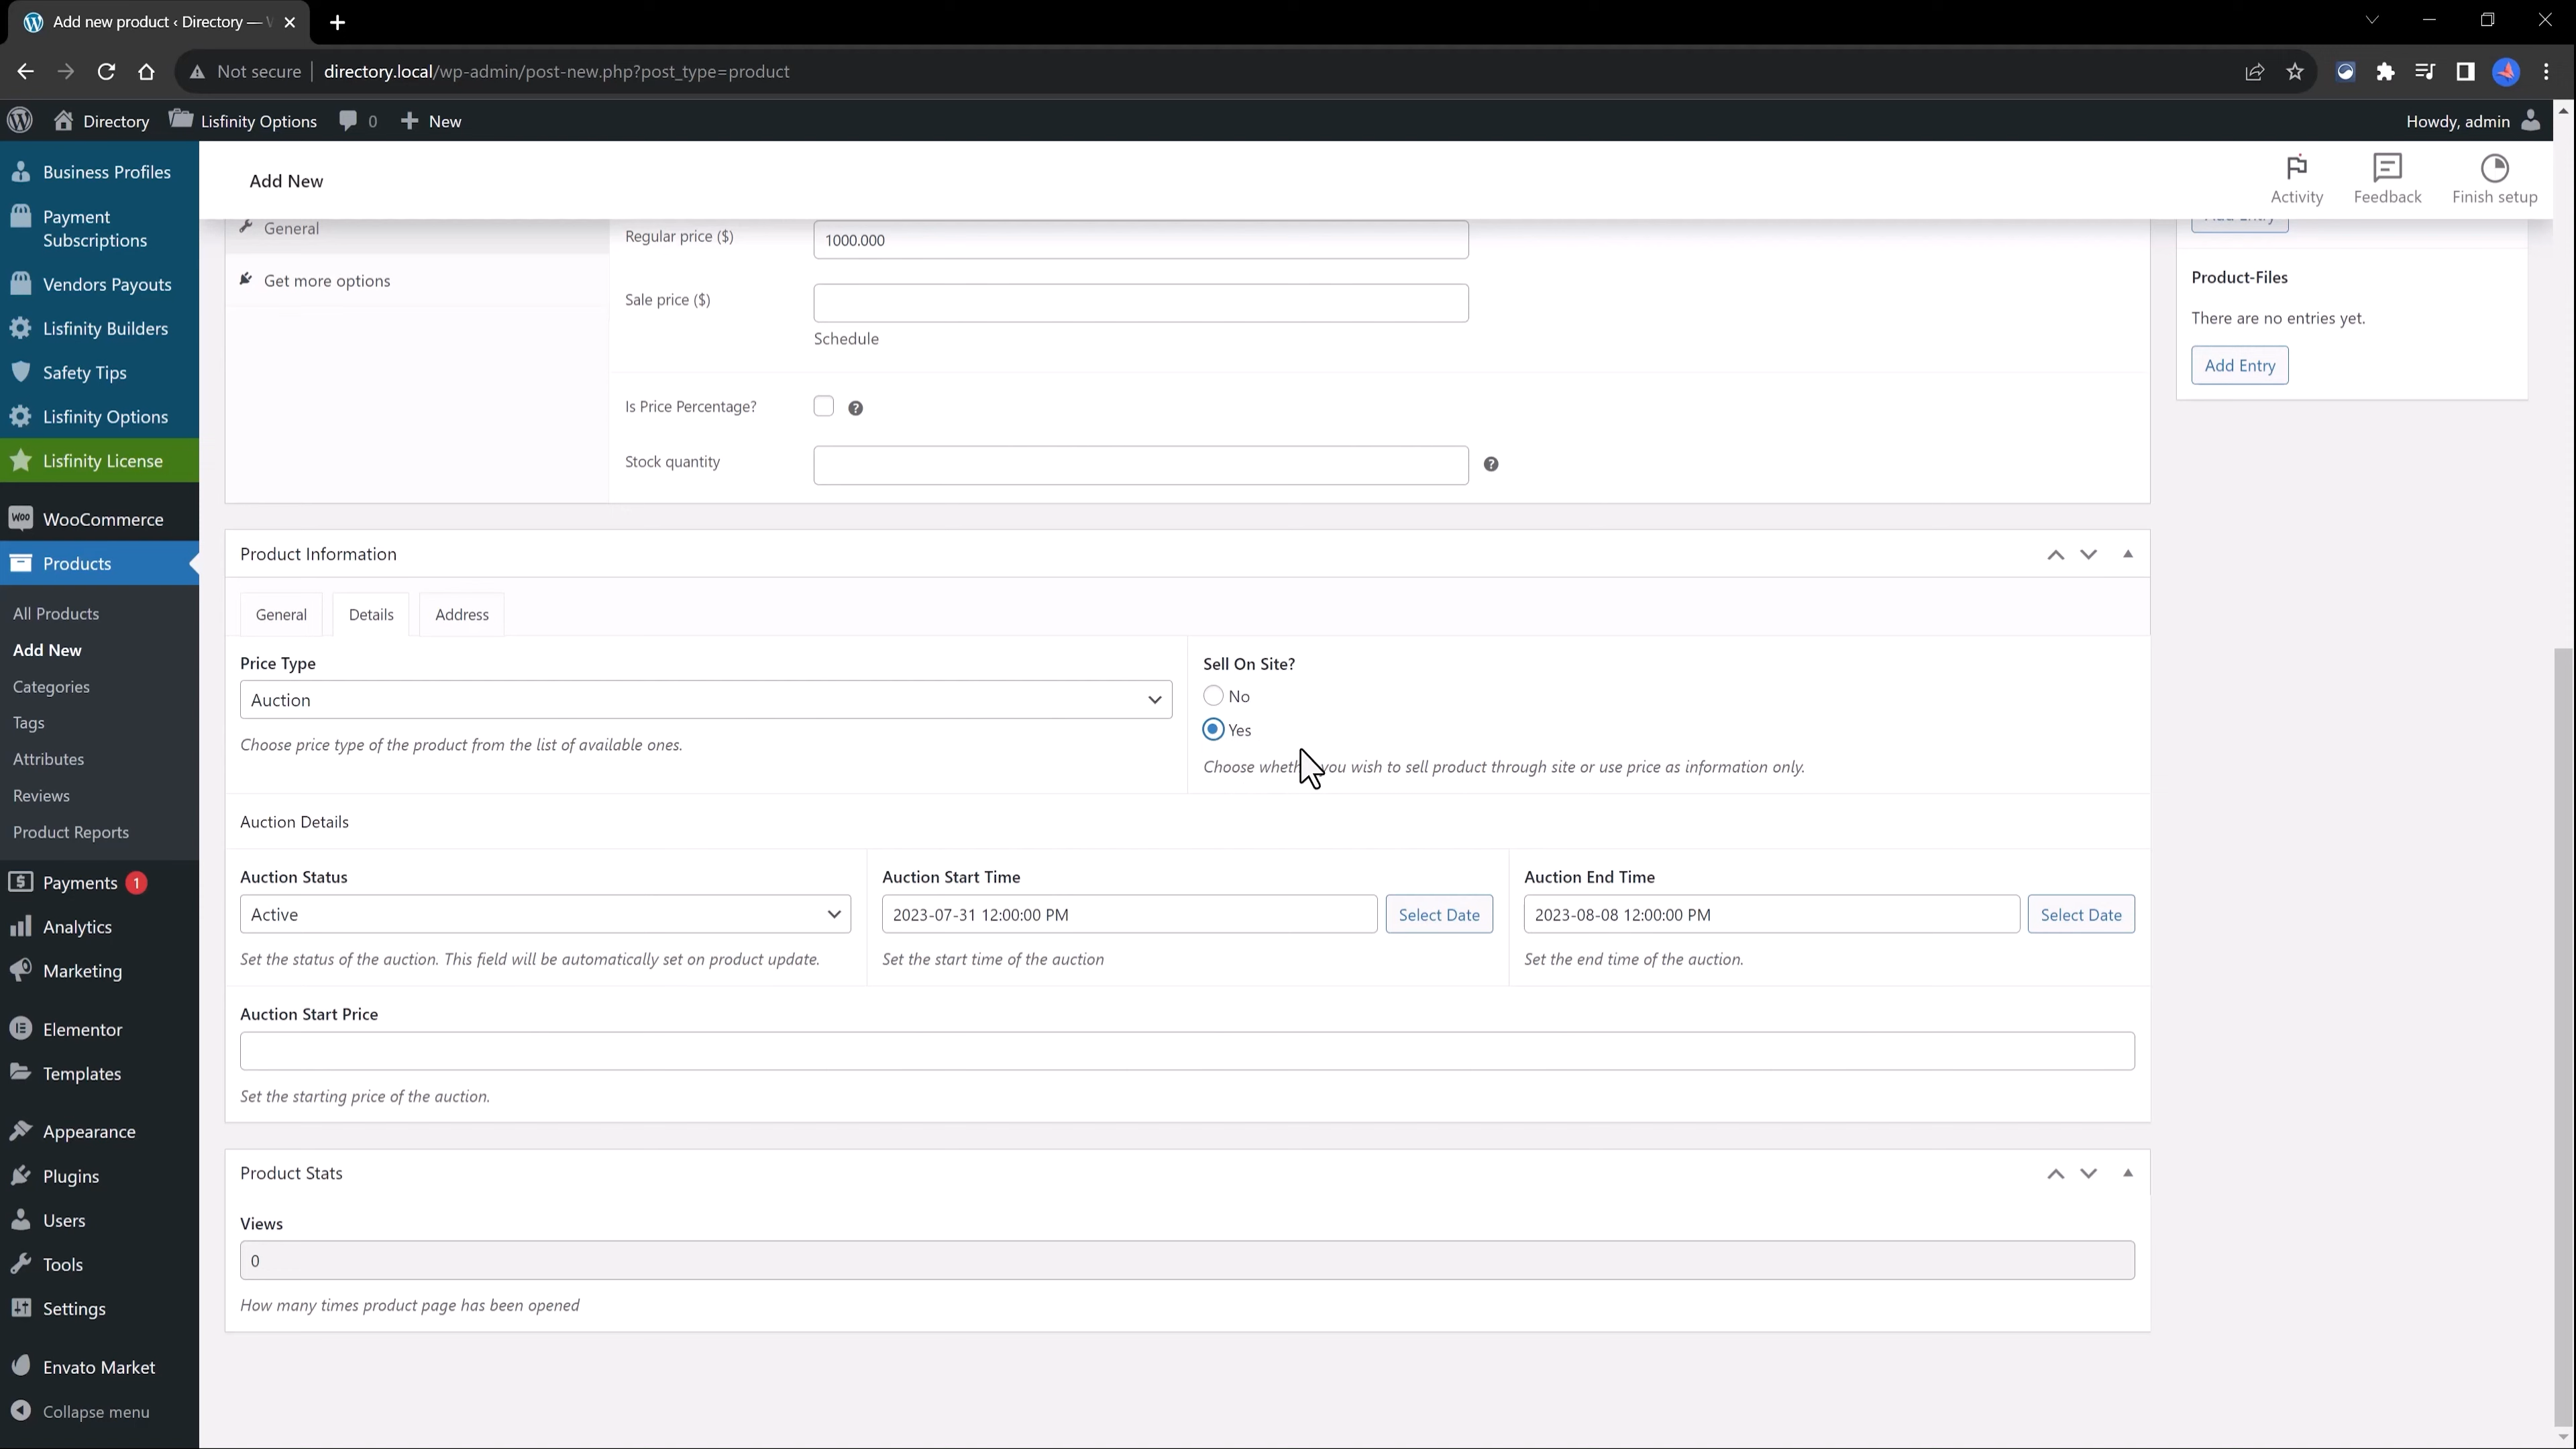 Add new product ‹ Directory —
Not secure directory.local/wp-admin/post-new.php?post_type=product
Directory Lisfinity Options 0 New Howdy, admin
Business Profiles
Payment
Subscriptions
Vendors Payouts
Lisfinity Builders
Safety Tips
Lisfinity Options
Lisfinity License
WooCommerce
Products
All Products
Add New
Categories
Tags
Attributes
Reviews
Product Reports
Payments 1
Analytics
Marketing
Elementor
Templates
Appearance
Plugins
Users
Tools
Settings
Envato Market
Collapse menu
Add New
Activity Feedback Finish setup
General
Get more options
Regular price ($) 1000.000
Sale price ($)
Schedule
Is Price Percentage? ?
Stock quantity ?
Add Entry
Product-Files
There are no entries yet.
Add Entry
Product Information
General Details Address
Price Type
Auction
Choose price type of the product from the list of available ones.
Sell On Site?
No
Yes
Choose wheth you wish to sell product through site or use price as information only.
Auction Details
Auction Status
Active
Set the status of the auction. This field will be automatically set on product update.
Auction Start Time
2023-07-31 12:00:00 PM Select Date
Set the start time of the auction
Auction End Time
2023-08-08 12:00:00 PM Select Date
Set the end time of the auction.
Auction Start Price
Set the starting price of the auction.
Product Stats
Views
0
How many times product page has been opened